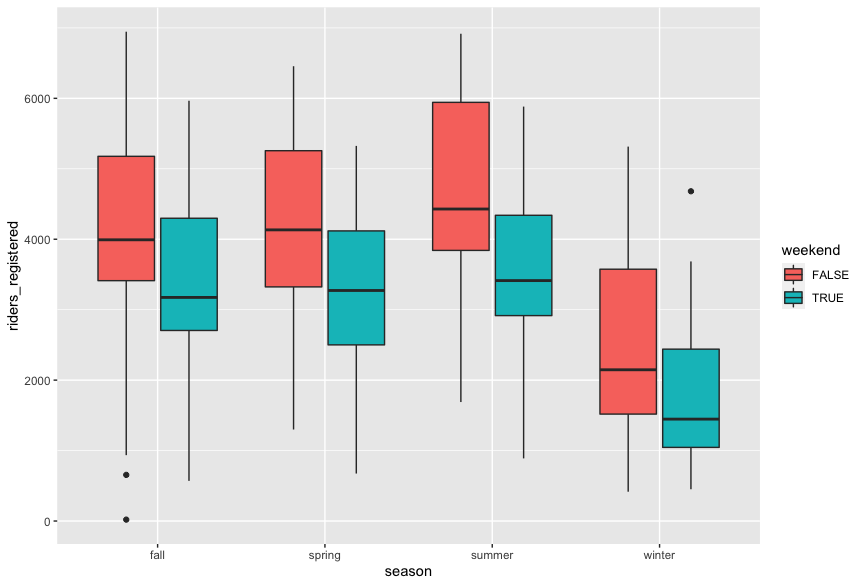 6000
4000
2000
0
riders_registered
fall
spring
summer
winter
season
weekend
FALSE
TRUE